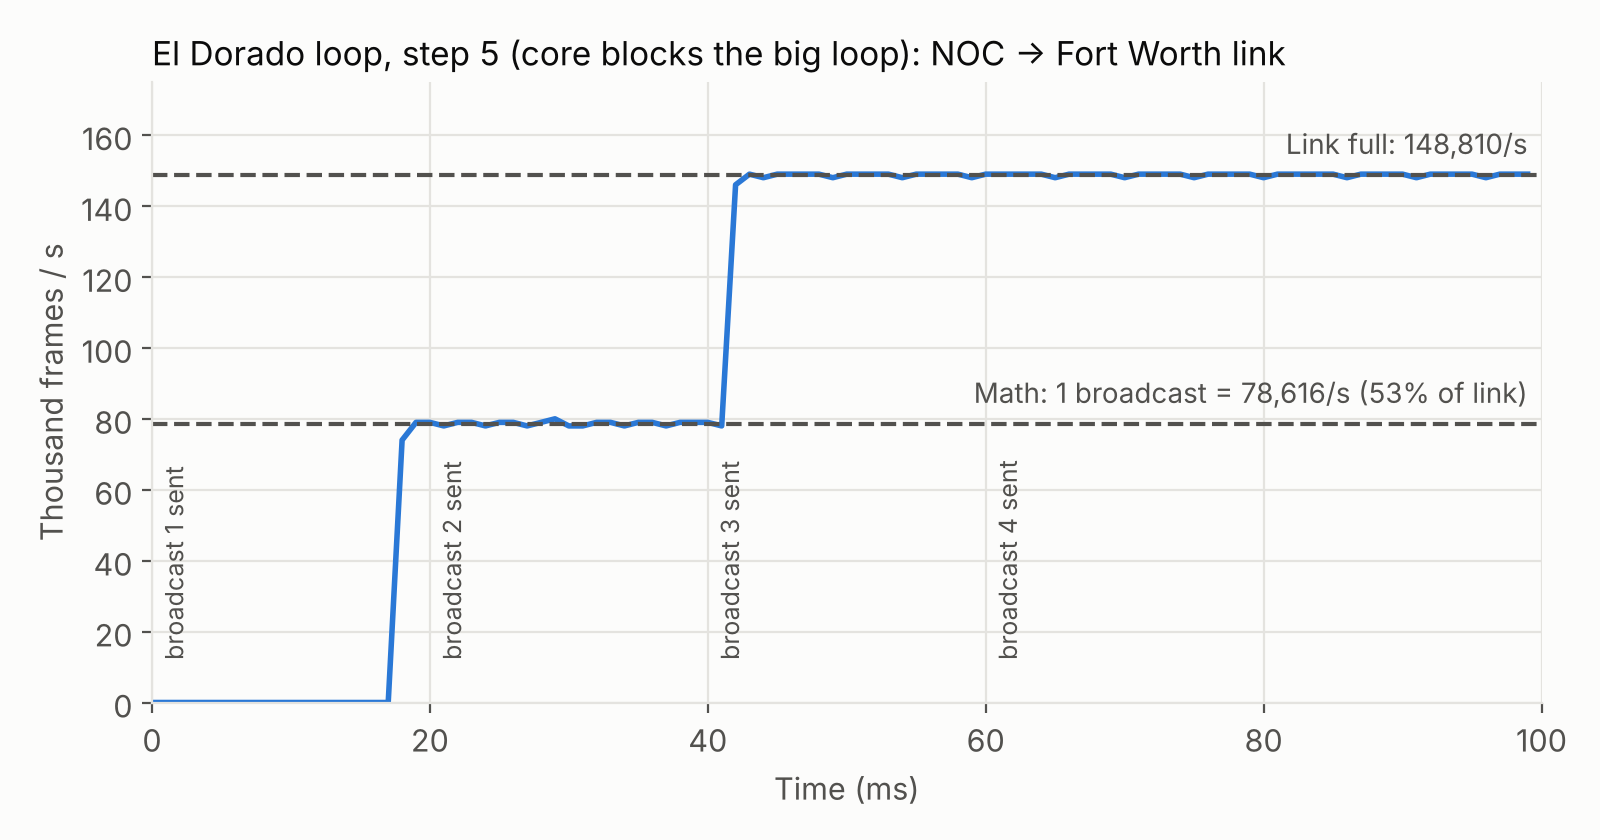 El Dorado loop, step 5 (core blocks the big loop): NOC → Fort Worth link
Thousand frames / s
160
140
120
100
80
60
40
20
0
Link full: 148,810/s
Math: 1 broadcast = 78,616/s (53% of link)
broadcast 1 sent
broadcast 2 sent
broadcast 3 sent
broadcast 4 sent
0 20 40 60 80 100
Time (ms)